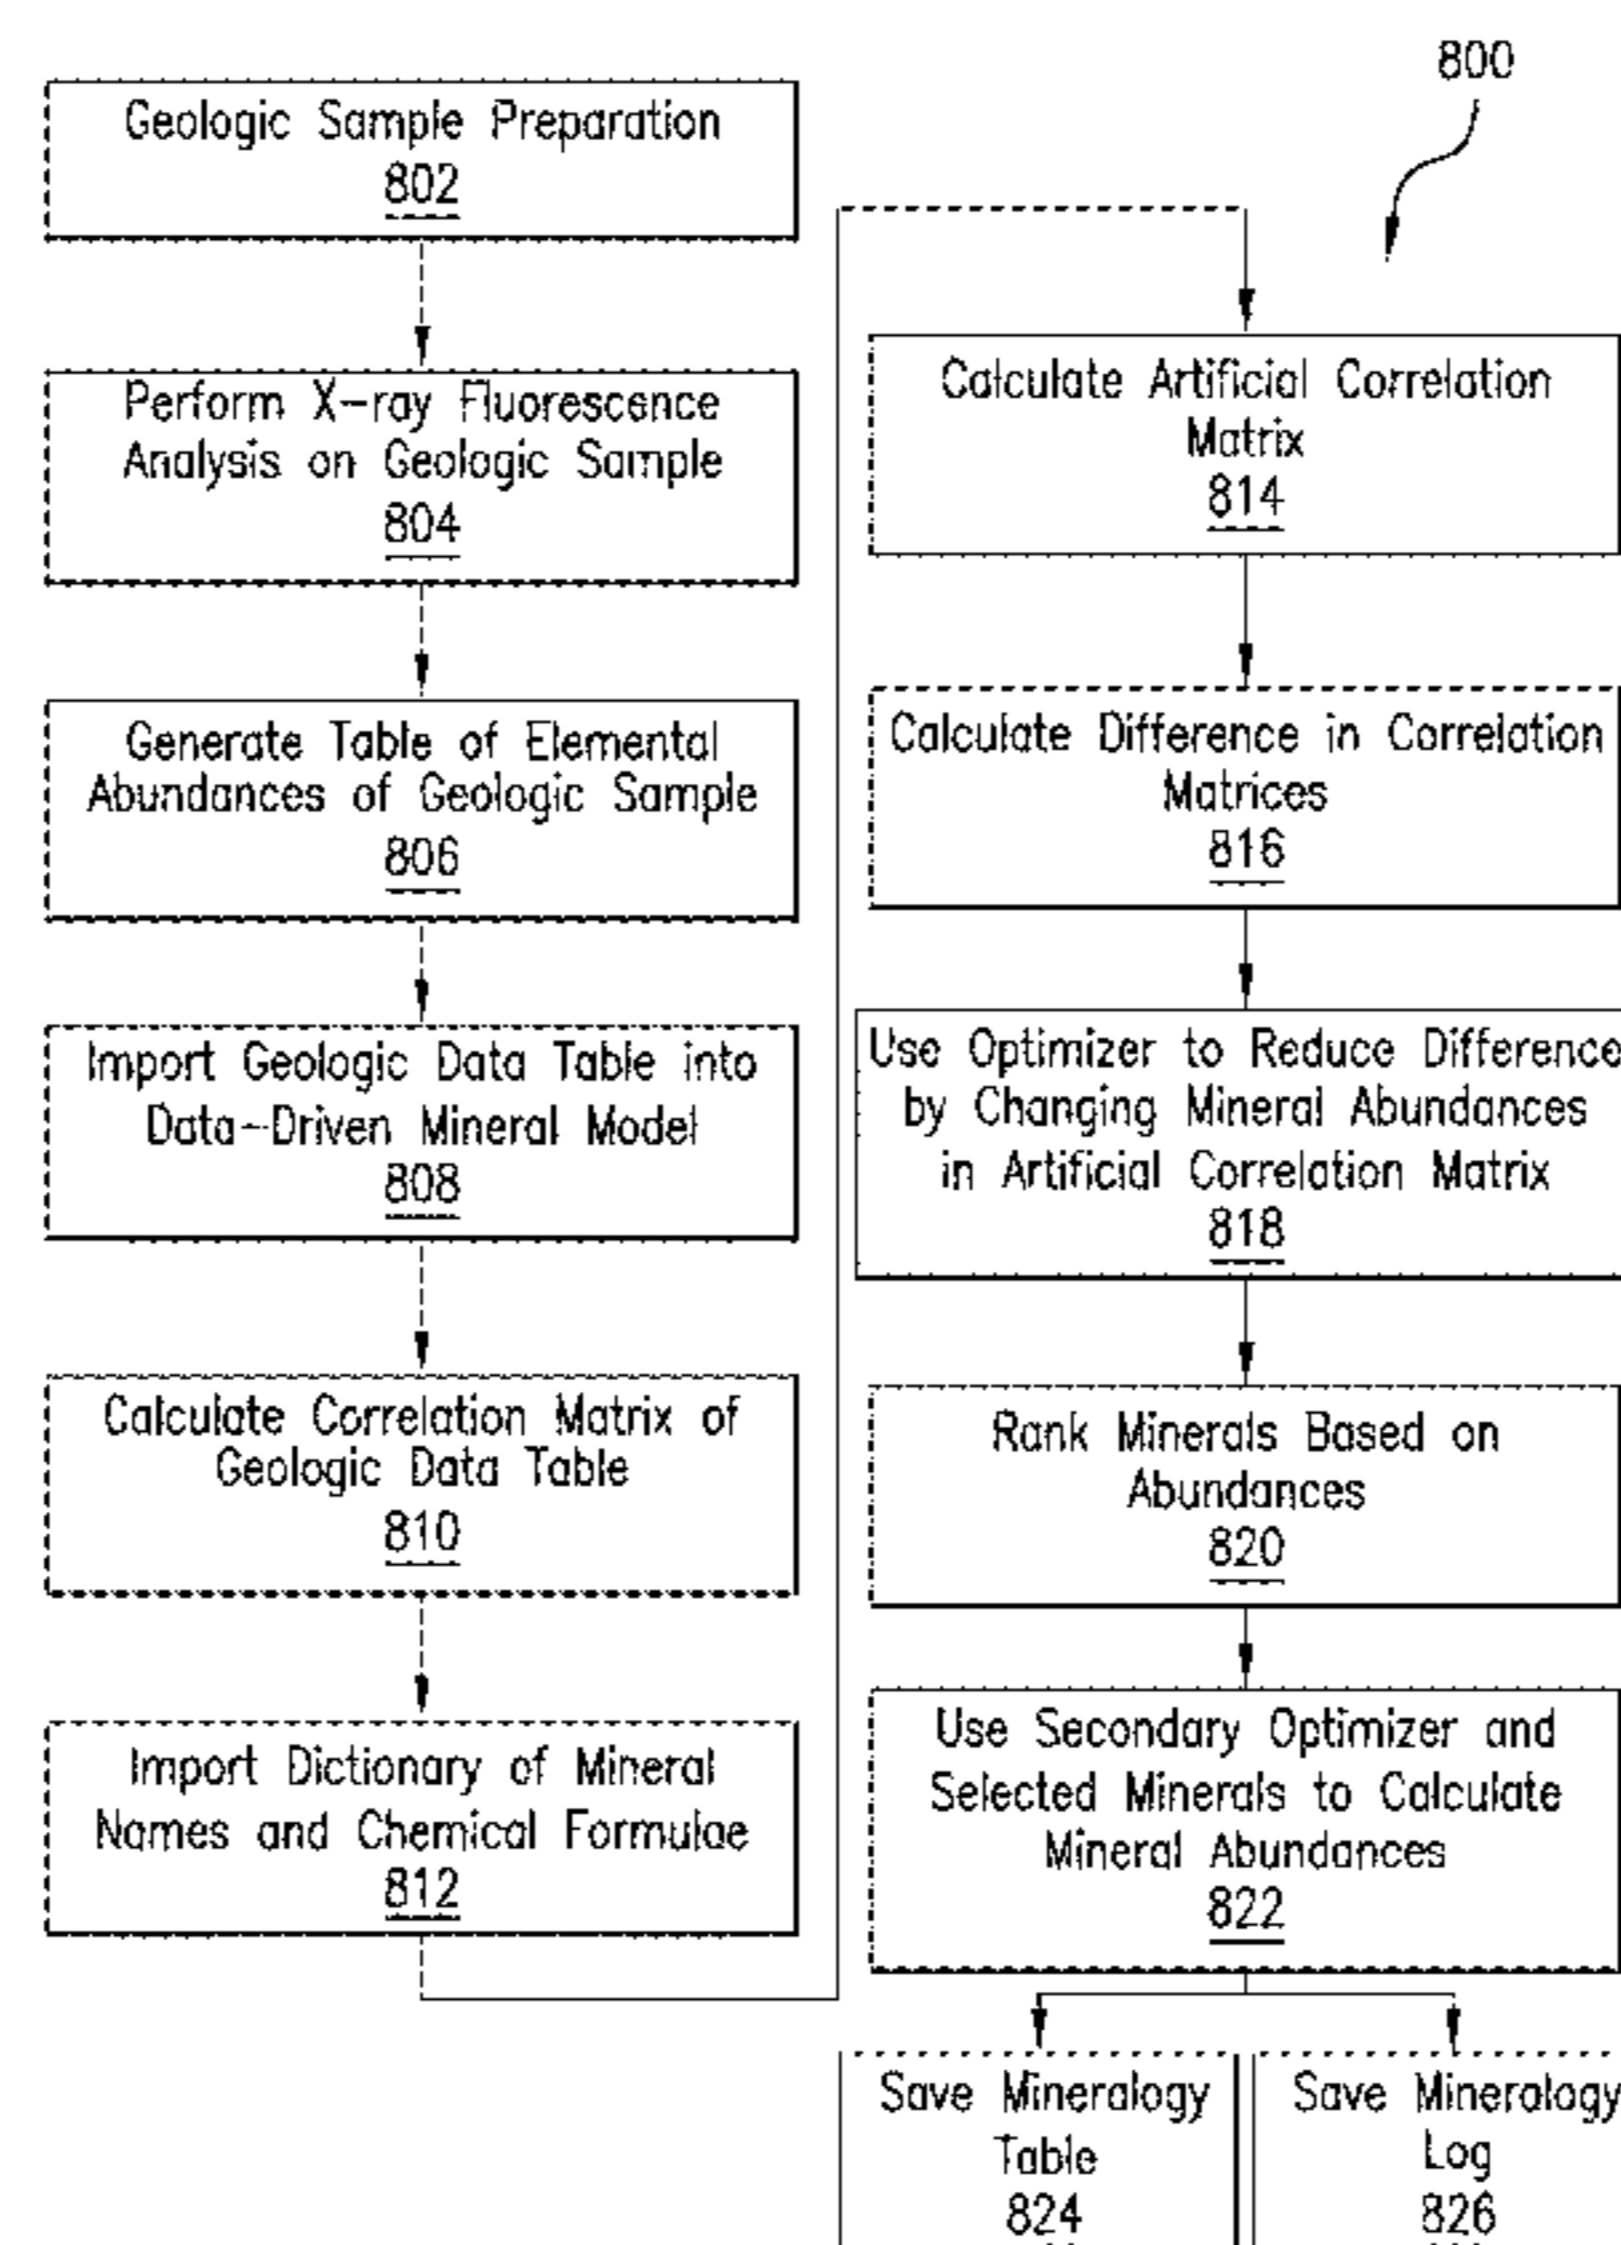 800
Geologic Sample Preparation
802
Perform X-ray Fluorescence
Analysis on Geologic Sample
804
Generate Table of Elemental
Abundances of Geologic Sample
806
Import Geologic Data Table into
Data-Driven Mineral Model
808
Calculate Correlation Matrix of
Geologic Data Table
810
Import Dictionary of Mineral
Names and Chemical Formulae
812
Calculate Artificial Correlation
Matrix
814
Calculate Difference in Correlation
Matrices
816
Use Optimizer to Reduce Difference
by Changing Mineral Abundances
in Artificial Correlation Matrix
818
Rank Minerals Based on
Abundances
820
Use Secondary Optimizer and
Selected Minerals to Calculate
Mineral Abundances
822
Save Mineralogy
Table
824
Save Mineralogy
Log
826